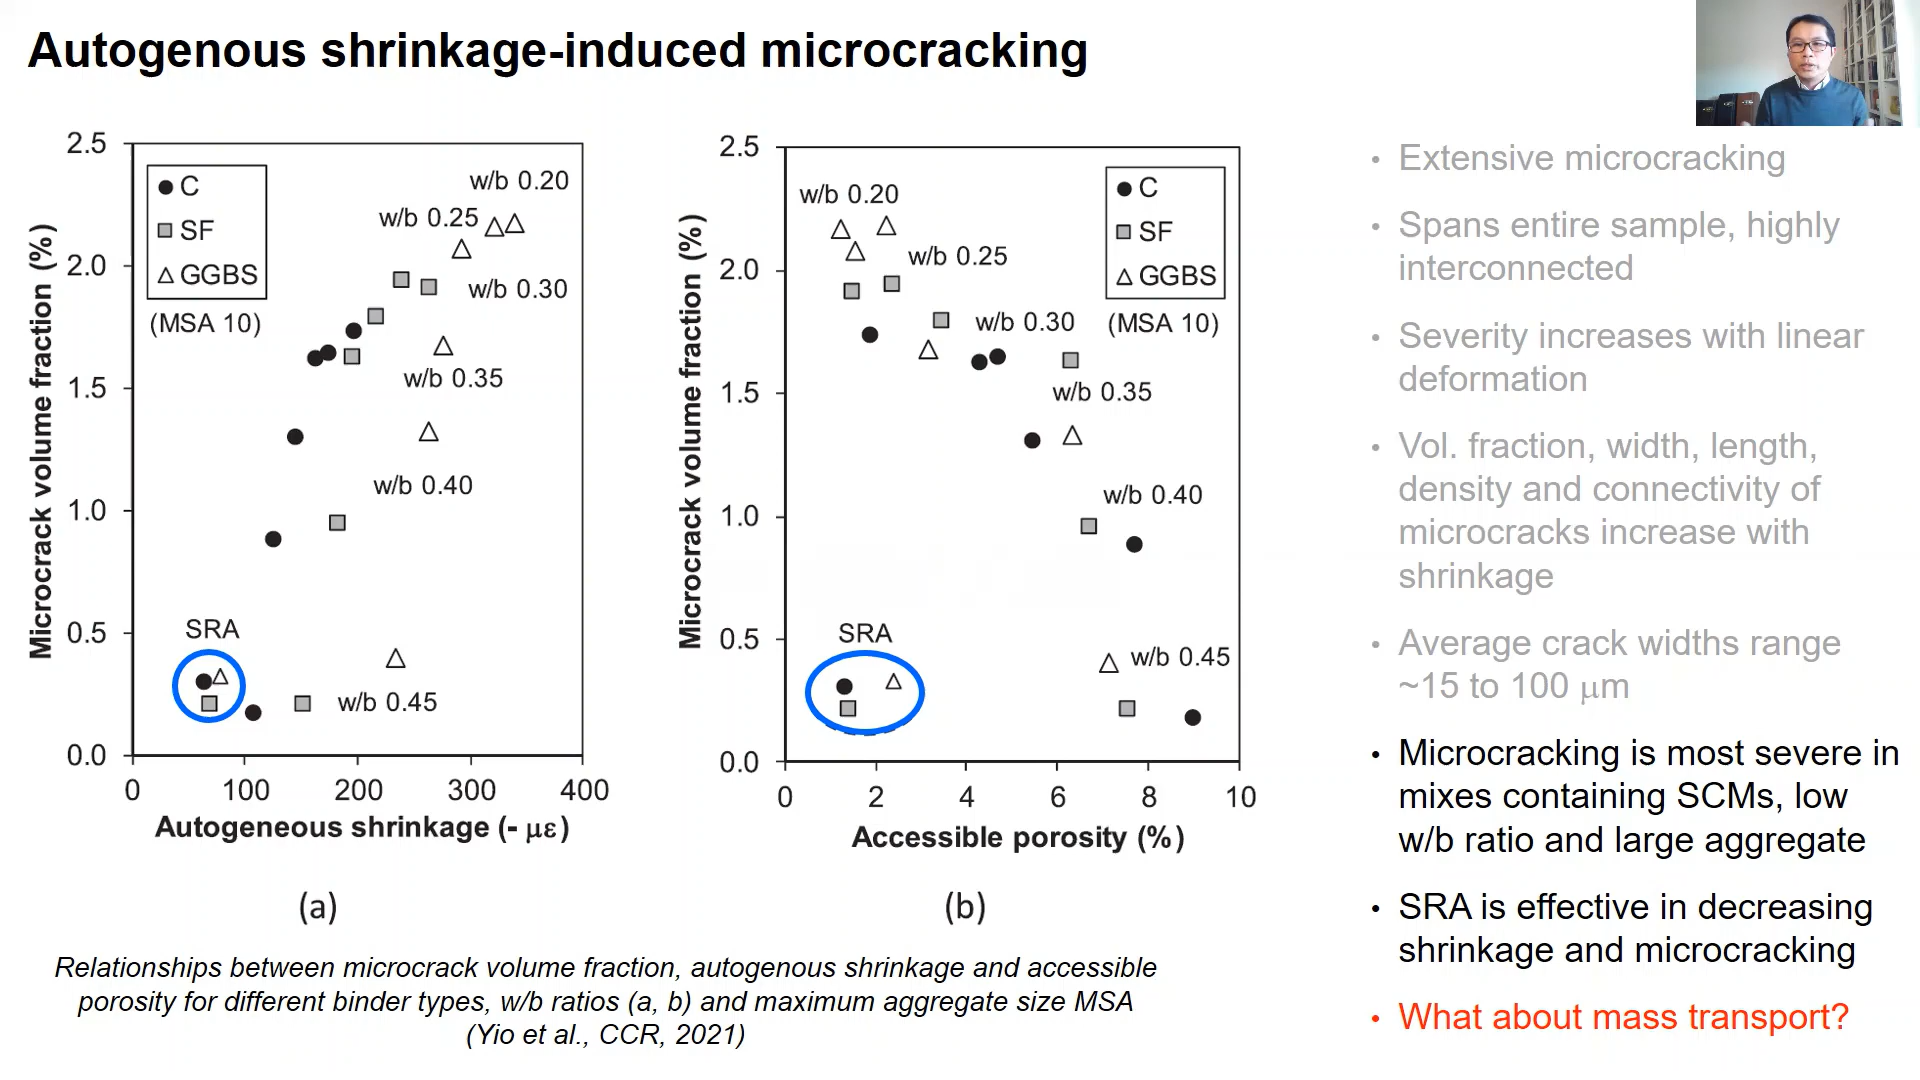 Autogenous shrinkage-induced microcracking
2.5
2.0
1.5
1.0
0.5
0.0
Microcrack volume fraction (%)
C
SF
GGBS
(MSA 10)
w/b 0.20
w/b 0.25
w/b 0.30
w/b 0.35
w/b 0.40
SRA
w/b 0.45
0 100 200 300 400
Autogeneous shrinkage (- με)
(a)
2.5
2.0
1.5
1.0
0.5
0.0
Microcrack volume fraction (%)
w/b 0.20
C
SF
GGBS
(MSA 10)
w/b 0.25
w/b 0.30
w/b 0.35
w/b 0.40
SRA
w/b 0.45
0 2 4 6 8 10
Accessible porosity (%)
(b)
Relationships between microcrack volume fraction, autogenous shrinkage and accessible
porosity for different binder types, w/b ratios (a, b) and maximum aggregate size MSA
(Yio et al., CCR, 2021)
• Extensive microcracking
• Spans entire sample, highly
interconnected
• Severity increases with linear
deformation
• Vol. fraction, width, length,
density and connectivity of
microcracks increase with
shrinkage
• Average crack widths range
~15 to 100 μm
• Microcracking is most severe in
mixes containing SCMs, low
w/b ratio and large aggregate
• SRA is effective in decreasing
shrinkage and microcracking
• What about mass transport?